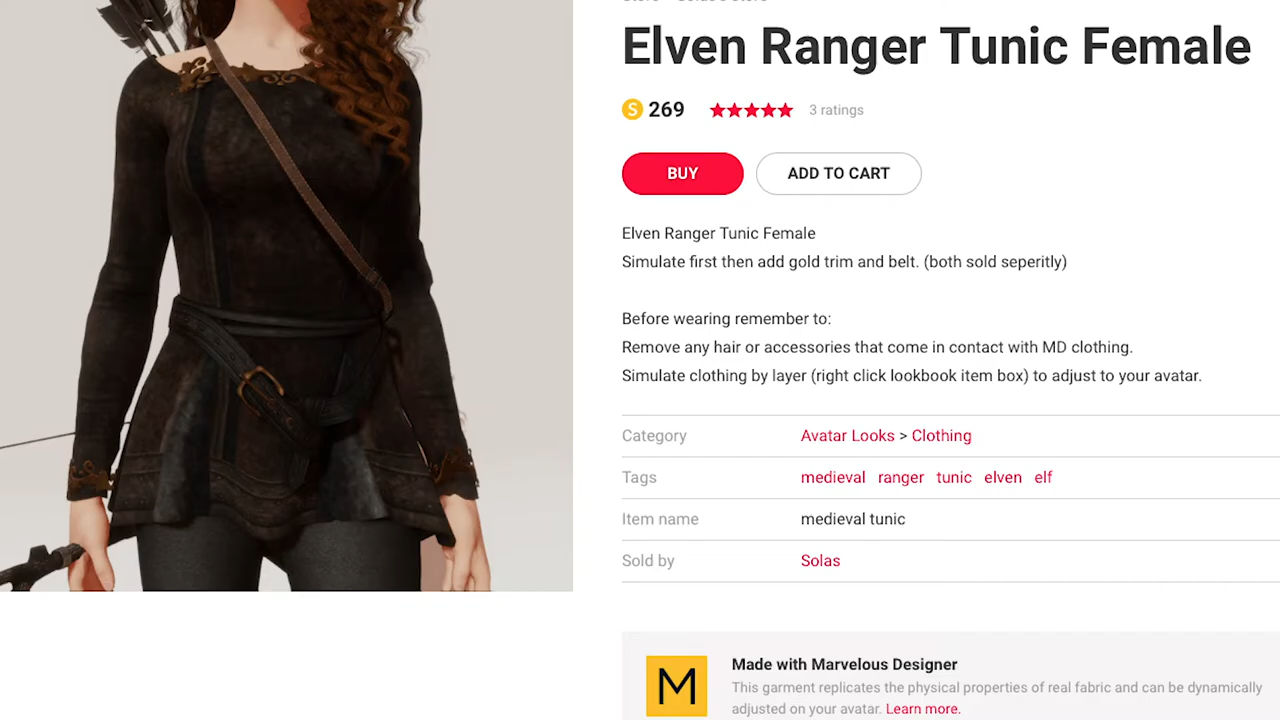 Elven Ranger Tunic Female
S 269 3 ratings
BUY ADD TO CART
Elven Ranger Tunic Female
Simulate first then add gold trim and belt. (both sold seperitly)
Before wearing remember to:
Remove any hair or accessories that come in contact with MD clothing.
Simulate clothing by layer (right click lookbook item box) to adjust to your avatar.
Category Avatar Looks > Clothing
Tags medieval ranger tunic elven elf
Item name medieval tunic
Sold by Solas
M Made with Marvelous Designer
This garment replicates the physical properties of real fabric and can be dynamically
adjusted on your avatar. Learn more.